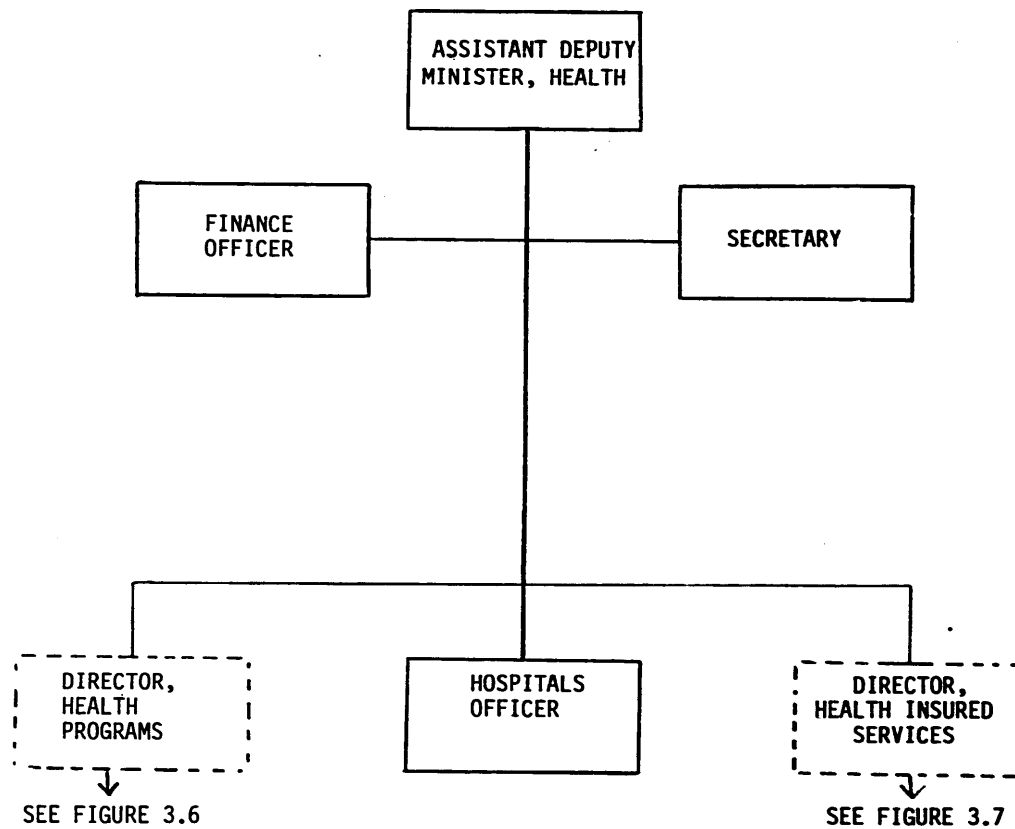 ASSISTANT DEPUTY
MINISTER, HEALTH
FINANCE
OFFICER
SECRETARY
DIRECTOR,
HEALTH
PROGRAMS
SEE FIGURE 3.6
HOSPITALS
OFFICER
DIRECTOR,
HEALTH INSURED
SERVICES
SEE FIGURE 3.7